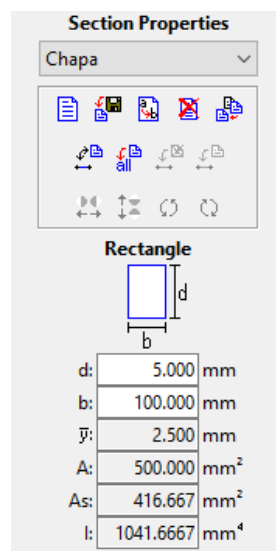 Section Properties
Chapa
a
b
all
Rectangle
d
b
d: 5.000 mm
b: 100.000 mm
y̅: 2.500 mm
A: 500.000 mm²
As: 416.667 mm²
I: 1041.6667 mm⁴